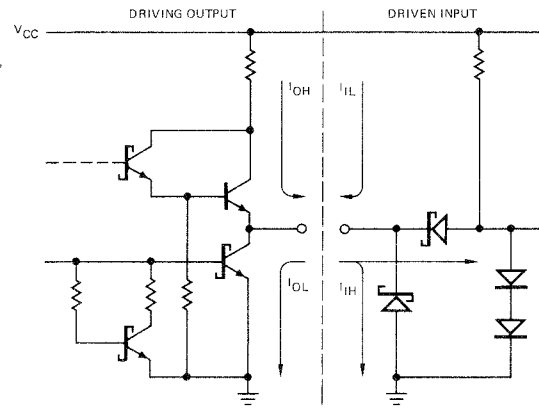 DRIVING OUTPUT
DRIVEN INPUT
VCC
IOH
IIL
IOL
IIH